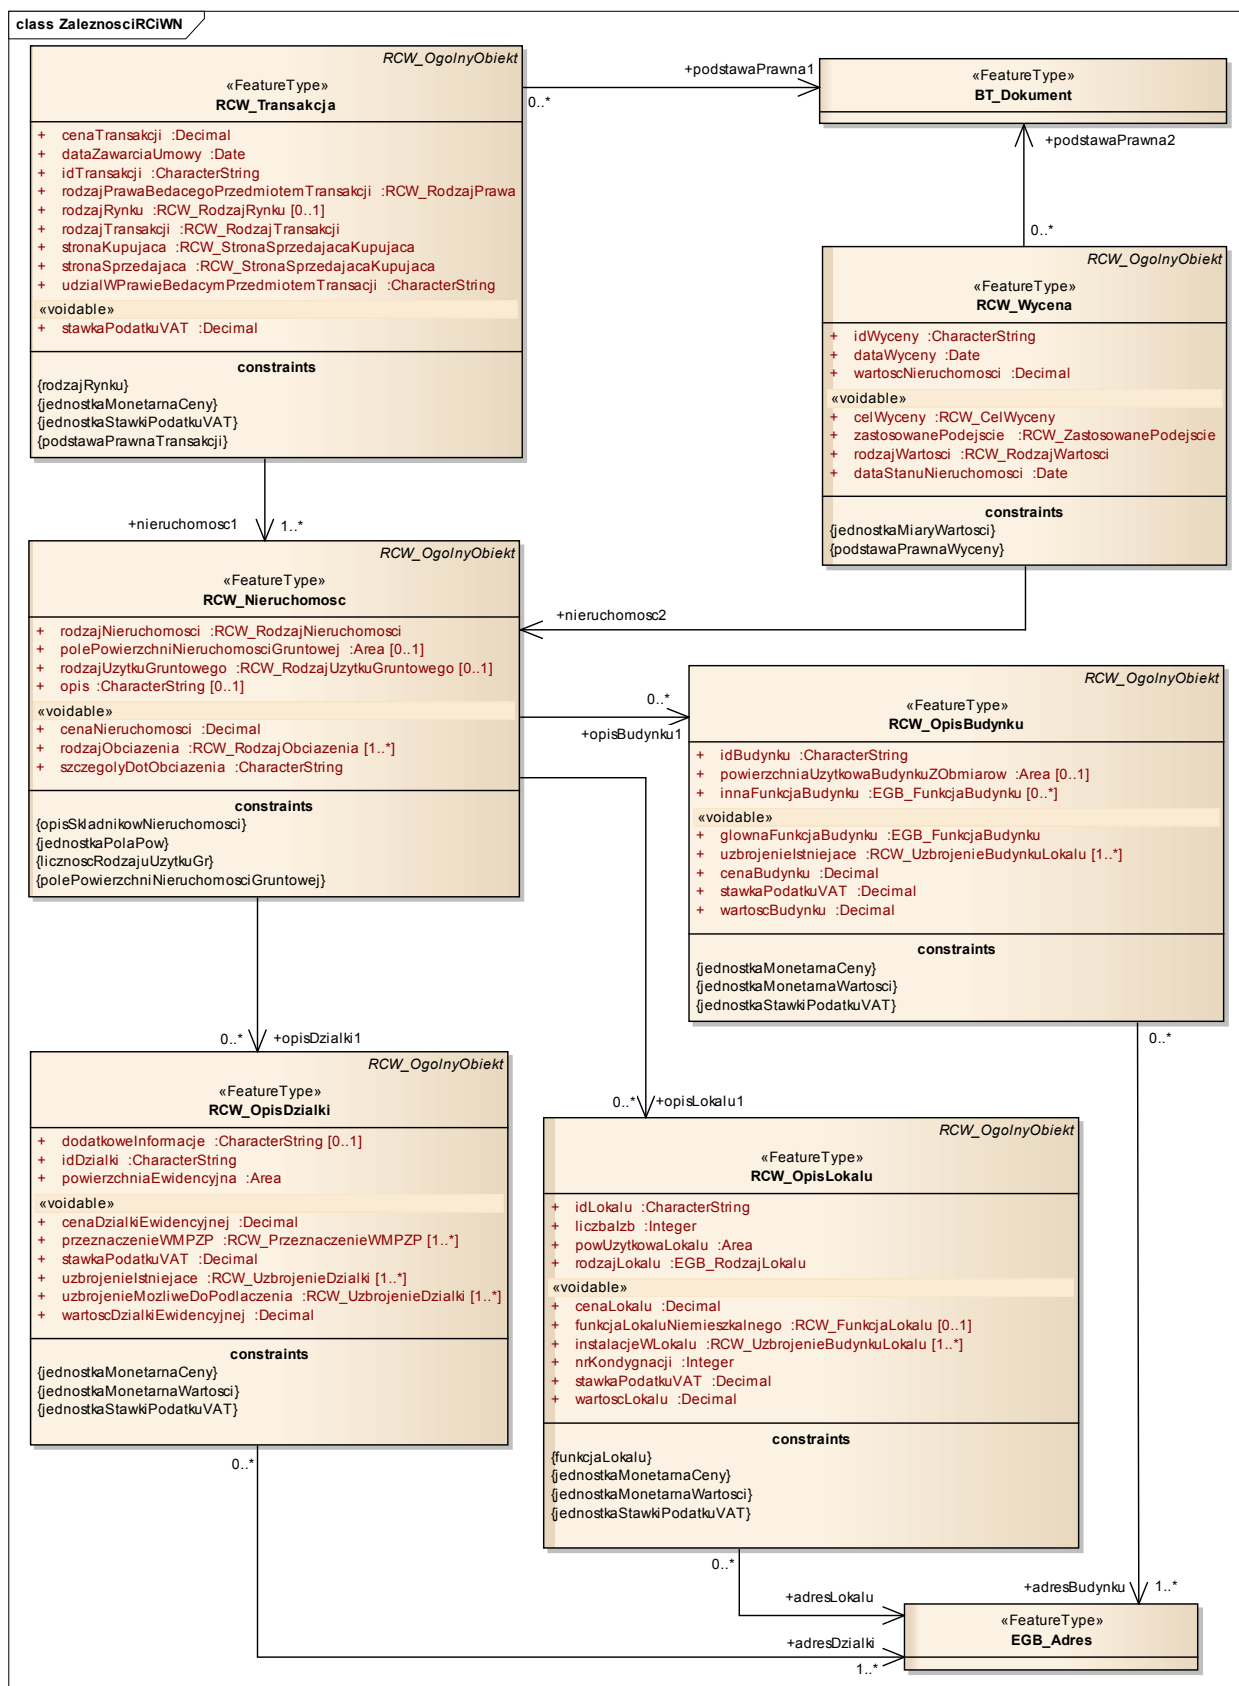 class ZaleznosciRCiWN
RCW_OgolnyObiekt
«FeatureType»
RCW_Transakcja
+ cenaTransakcji :Decimal
+ dataZawarciaUmowy :Date
+ idTransakcji :CharacterString
+ rodzajPrawaBedacegoPrzedmiotemTransakcji :RCW_RodzajPrawa
+ rodzajRynku :RCW_RodzajRynku [0..1]
+ rodzajTransakcji :RCW_RodzajTransakcji
+ stronaKupujaca :RCW_StronaSprzedajacaKupujaca
+ stronaSprzedajaca :RCW_StronaSprzedajacaKupujaca
+ udzialWPrawieBedacymPrzedmiotemTransacji :CharacterString
«voidable»
+ stawkaPodatkuVAT :Decimal
constraints
{rodzajRynku}
{jednostkaMonetarnaCeny}
{jednostkaStawkiPodatkuVAT}
{podstawaPrawnaTransakcji}
+podstawaPrawna1
0..*
«FeatureType»
BT_Dokument
+podstawaPrawna2
0..*
RCW_OgolnyObiekt
«FeatureType»
RCW_Wycena
+ idWyceny :CharacterString
+ dataWyceny :Date
+ wartoscNieruchomosci :Decimal
«voidable»
+ celWyceny :RCW_CelWyceny
+ zastosowanePodejscie :RCW_ZastosowanePodejscie
+ rodzajWartosci :RCW_RodzajWartosci
+ dataStanuNieruchomosci :Date
constraints
{jednostkaMiaryWartosci}
{podstawaPrawnaWyceny}
+nieruchomosc1
1..*
+nieruchomosc2
RCW_OgolnyObiekt
«FeatureType»
RCW_Nieruchomosc
+ rodzajNieruchomosci :RCW_RodzajNieruchomosci
+ polePowierzchniNieruchomosciGruntowej :Area [0..1]
+ rodzajUzytkuGruntowego :RCW_RodzajUzytkuGruntowego [0..1]
+ opis :CharacterString [0..1]
«voidable»
+ cenaNieruchomosci :Decimal
+ rodzajObciazenia :RCW_RodzajObciazenia [1..*]
+ szczegolyDotObciazenia :CharacterString
constraints
{opisSkladnikowNieruchomosci}
{jednostkaPolaPow}
{licznoscRodzajuUzytkuGr}
{polePowierzchniNieruchomosciGruntowej}
0..*
+opisBudynku1
RCW_OgolnyObiekt
«FeatureType»
RCW_OpisBudynku
+ idBudynku :CharacterString
+ powierzchniaUzytkowaBudynkuZObmiarow :Area [0..1]
+ innaFunkcjaBudynku :EGB_FunkcjaBudynku [0..*]
«voidable»
+ glownaFunkcjaBudynku :EGB_FunkcjaBudynku
+ uzbrojenieIstniejace :RCW_UzbrojenieBudynkuLokalu [1..*]
+ cenaBudynku :Decimal
+ stawkaPodatkuVAT :Decimal
+ wartoscBudynku :Decimal
constraints
{jednostkaMonetarnaCeny}
{jednostkaMonetarnaWartosci}
{jednostkaStawkiPodatkuVAT}
0..*
0..*
+opisDzialki1
RCW_OgolnyObiekt
«FeatureType»
RCW_OpisDzialki
+ dodatkoweInformacje :CharacterString [0..1]
+ idDzialki :CharacterString
+ powierzchniaEwidencyjna :Area
«voidable»
+ cenaDzialkiEwidencyjnej :Decimal
+ przeznaczenieWMPZP :RCW_PrzeznaczenieWMPZP [1..*]
+ stawkaPodatkuVAT :Decimal
+ uzbrojenieIstniejace :RCW_UzbrojenieDzialki [1..*]
+ uzbrojenieMozliweDoPodlaczenia :RCW_UzbrojenieDzialki [1..*]
+ wartoscDzialkiEwidencyjnej :Decimal
constraints
{jednostkaMonetarnaCeny}
{jednostkaMonetarnaWartosci}
{jednostkaStawkiPodatkuVAT}
0..*
0..*
+opisLokalu1
RCW_OgolnyObiekt
«FeatureType»
RCW_OpisLokalu
+ idLokalu :CharacterString
+ liczbaIzb :Integer
+ powUzytkowaLokalu :Area
+ rodzajLokalu :EGB_RodzajLokalu
«voidable»
+ cenaLokalu :Decimal
+ funkcjaLokaluNiemieszkalnego :RCW_FunkcjaLokalu [0..1]
+ instalacjeWLokalu :RCW_UzbrojenieBudynkuLokalu [1..*]
+ nrKondygnacji :Integer
+ stawkaPodatkuVAT :Decimal
+ wartoscLokalu :Decimal
constraints
{funkcjaLokalu}
{jednostkaMonetarnaCeny}
{jednostkaMonetarnaWartosci}
{jednostkaStawkiPodatkuVAT}
0..*
+adresLokalu
+adresBudynku
1..*
«FeatureType»
EGB_Adres
+adresDzialki
1..*